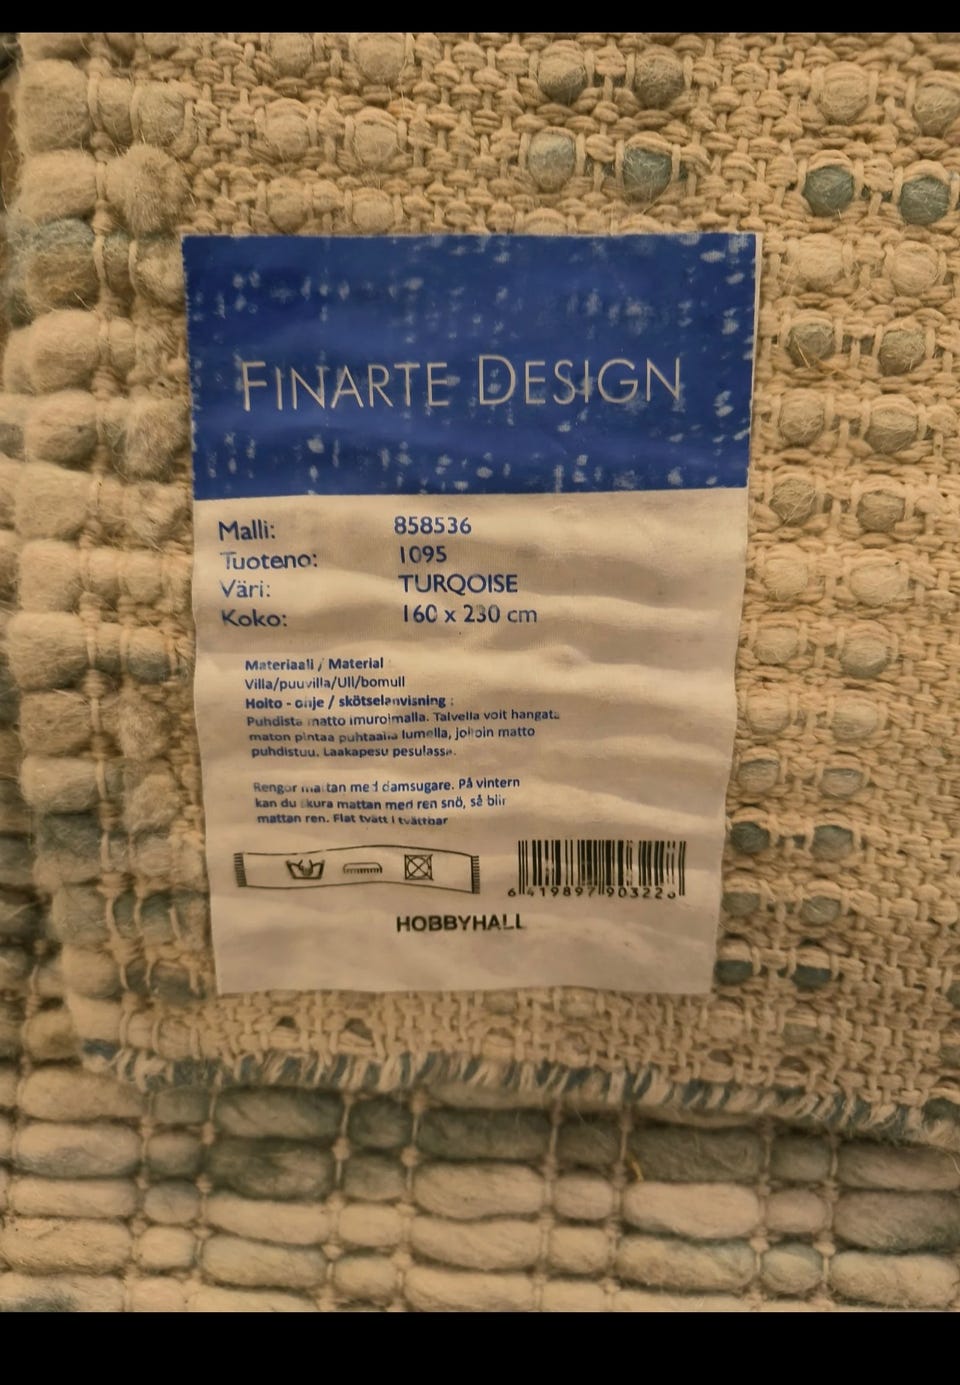 FINARTE DESIGN
Malli: 858536
Tuoteno: 1095
Väri: TURQOISE
Koko: 160 x 230 cm
Materiaali / Material
Villa/puuvilla/Ull/bomull
Hoito - ohje / skötselanvisning :
Puhdista matto imuroimalla. Talvella voit hangata
maton pintaa puhtaalla lumella, jolloin matto
puhdistuu. Laakapesu pesulassa.
Rengör mattan med damsugare. På vintern
kan du skura mattan med ren snö, så blir
mattan ren. Flat tvätt i tvättbar
6 419897 90322
HOBBYHALL